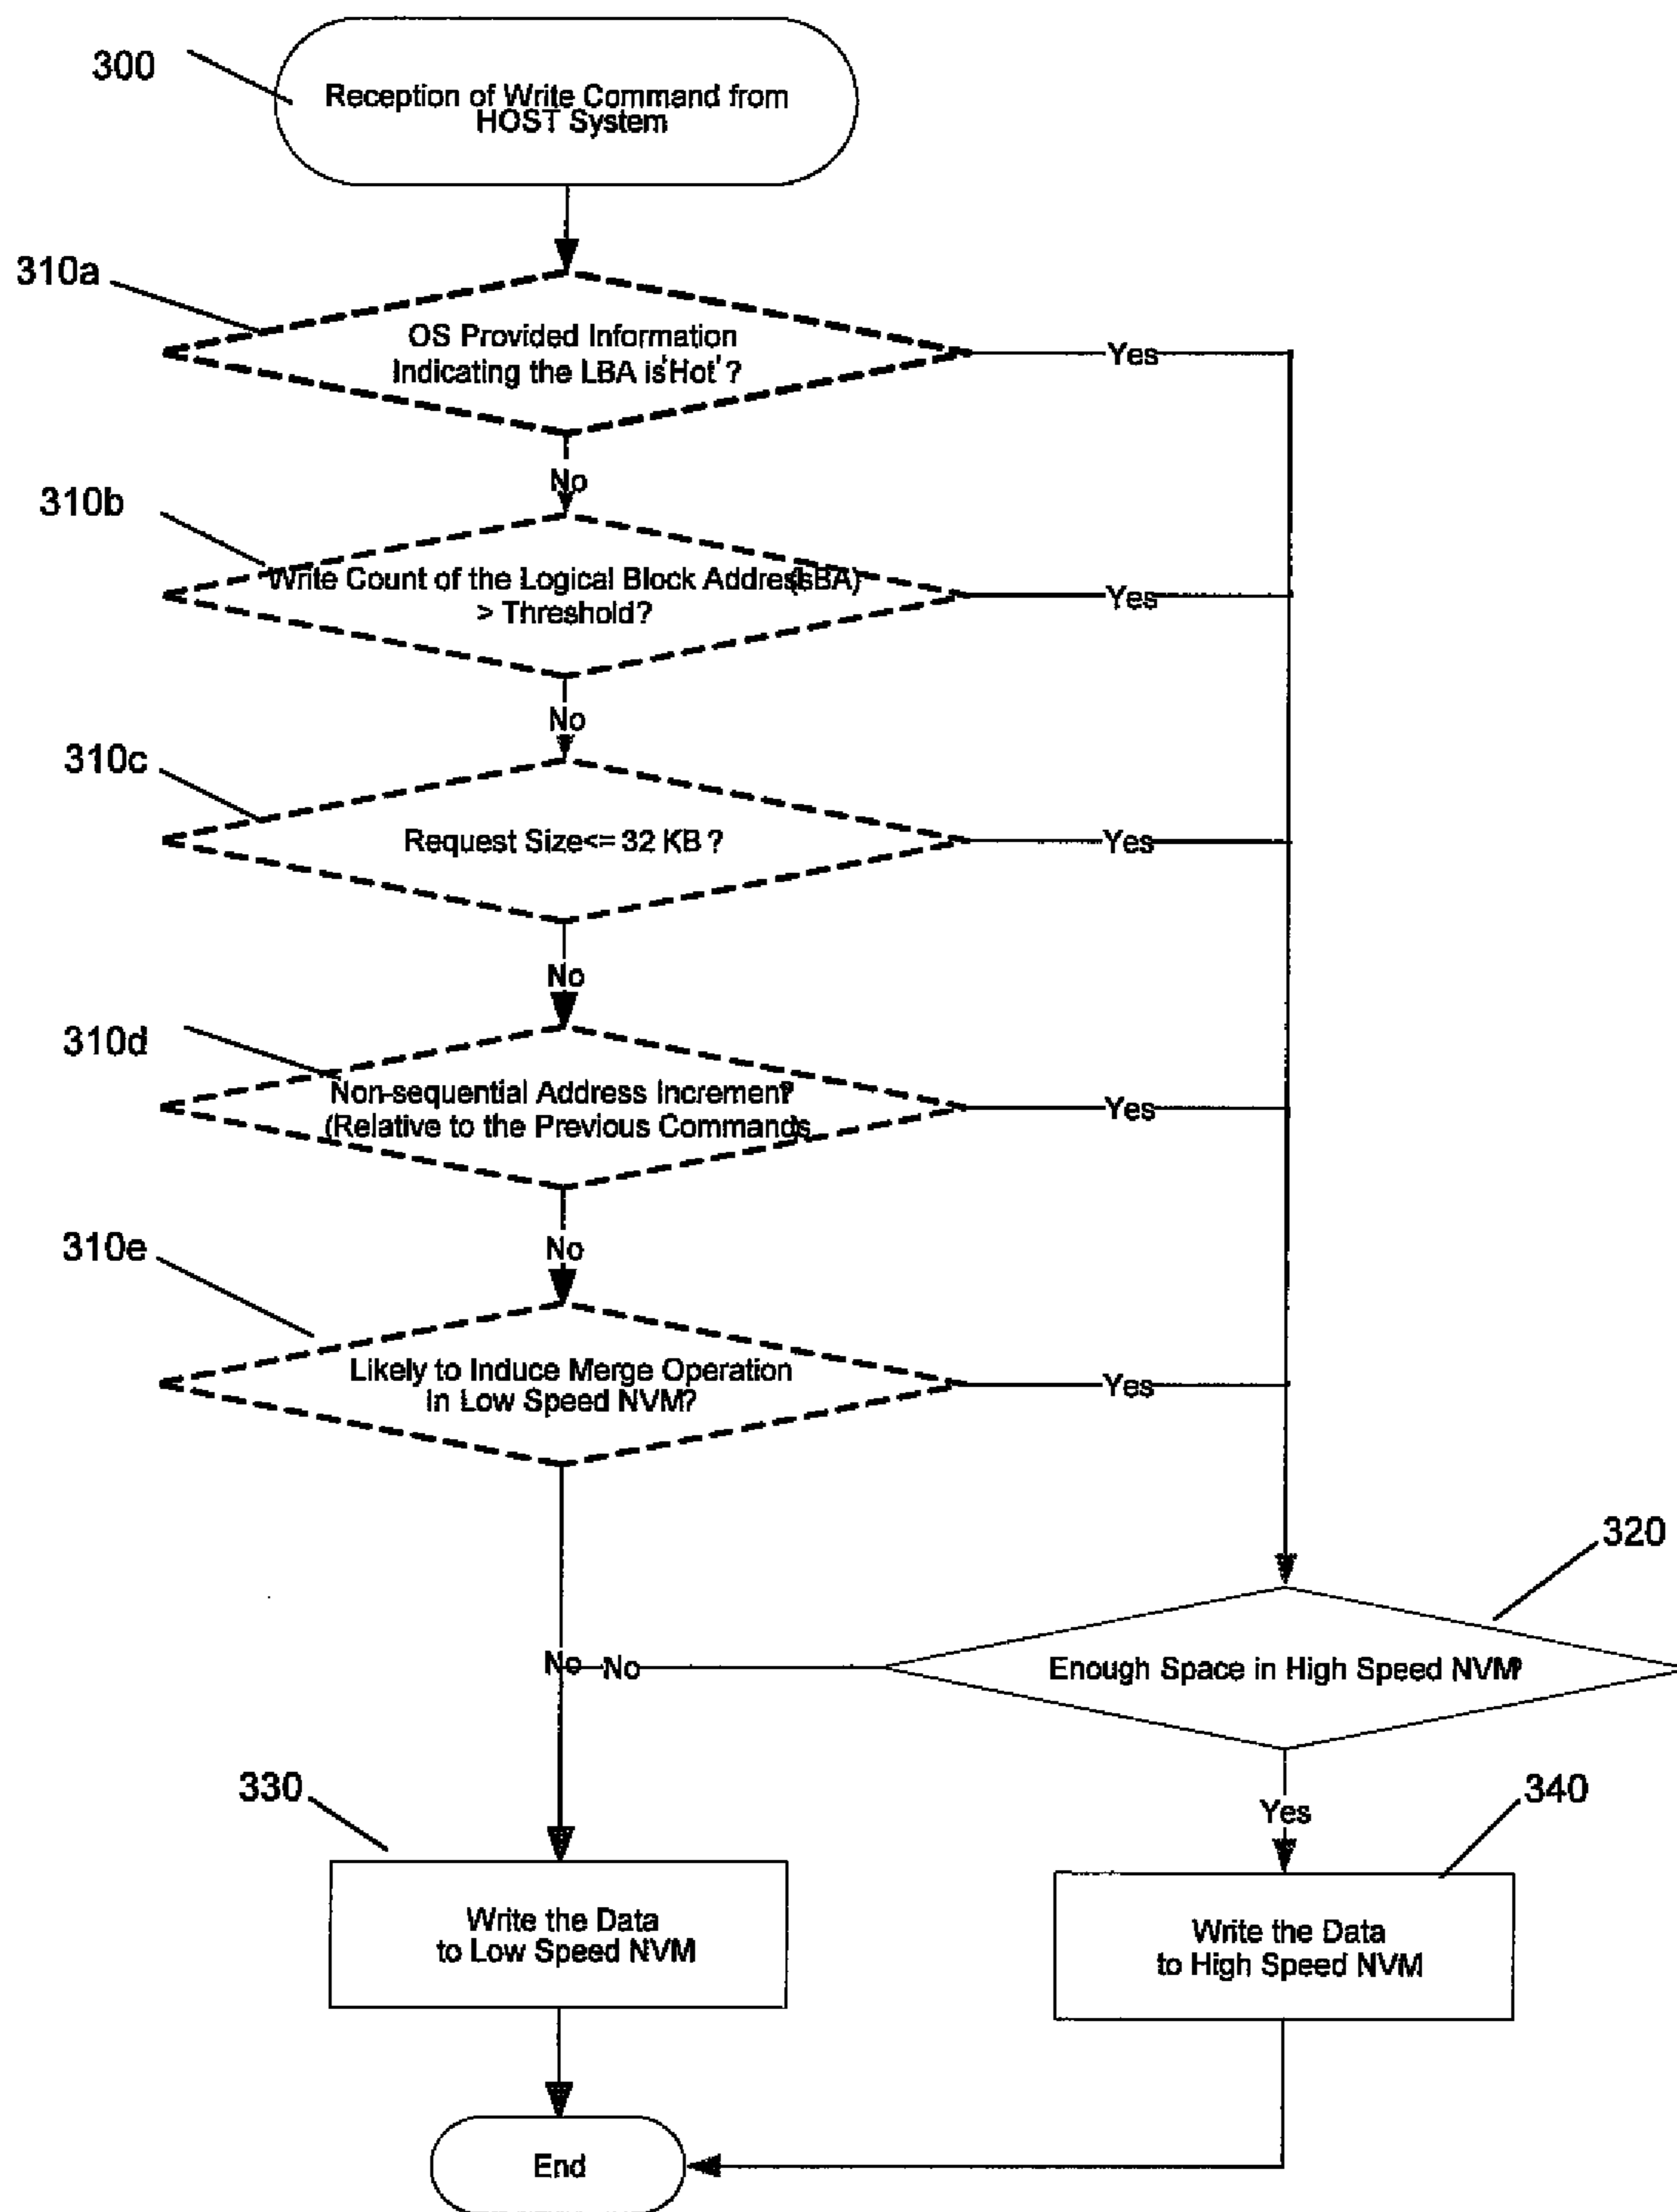 300
Reception of Write Command from
HOST System
310a
OS Provided Information
Indicating the LBA is 'Hot' ?
Yes
No
310b
Write Count of the Logical Block Address (LBA)
> Threshold?
Yes
No
310c
Request Size<= 32 KB ?
Yes
No
310d
Non-sequential Address Increment?
(Relative to the Previous Commands)
Yes
No
310e
Likely to Induce Merge Operation
in Low Speed NVM?
Yes
320
Enough Space in High Speed NVM?
No
No
330
Yes
340
Write the Data
to Low Speed NVM
Write the Data
to High Speed NVM
End